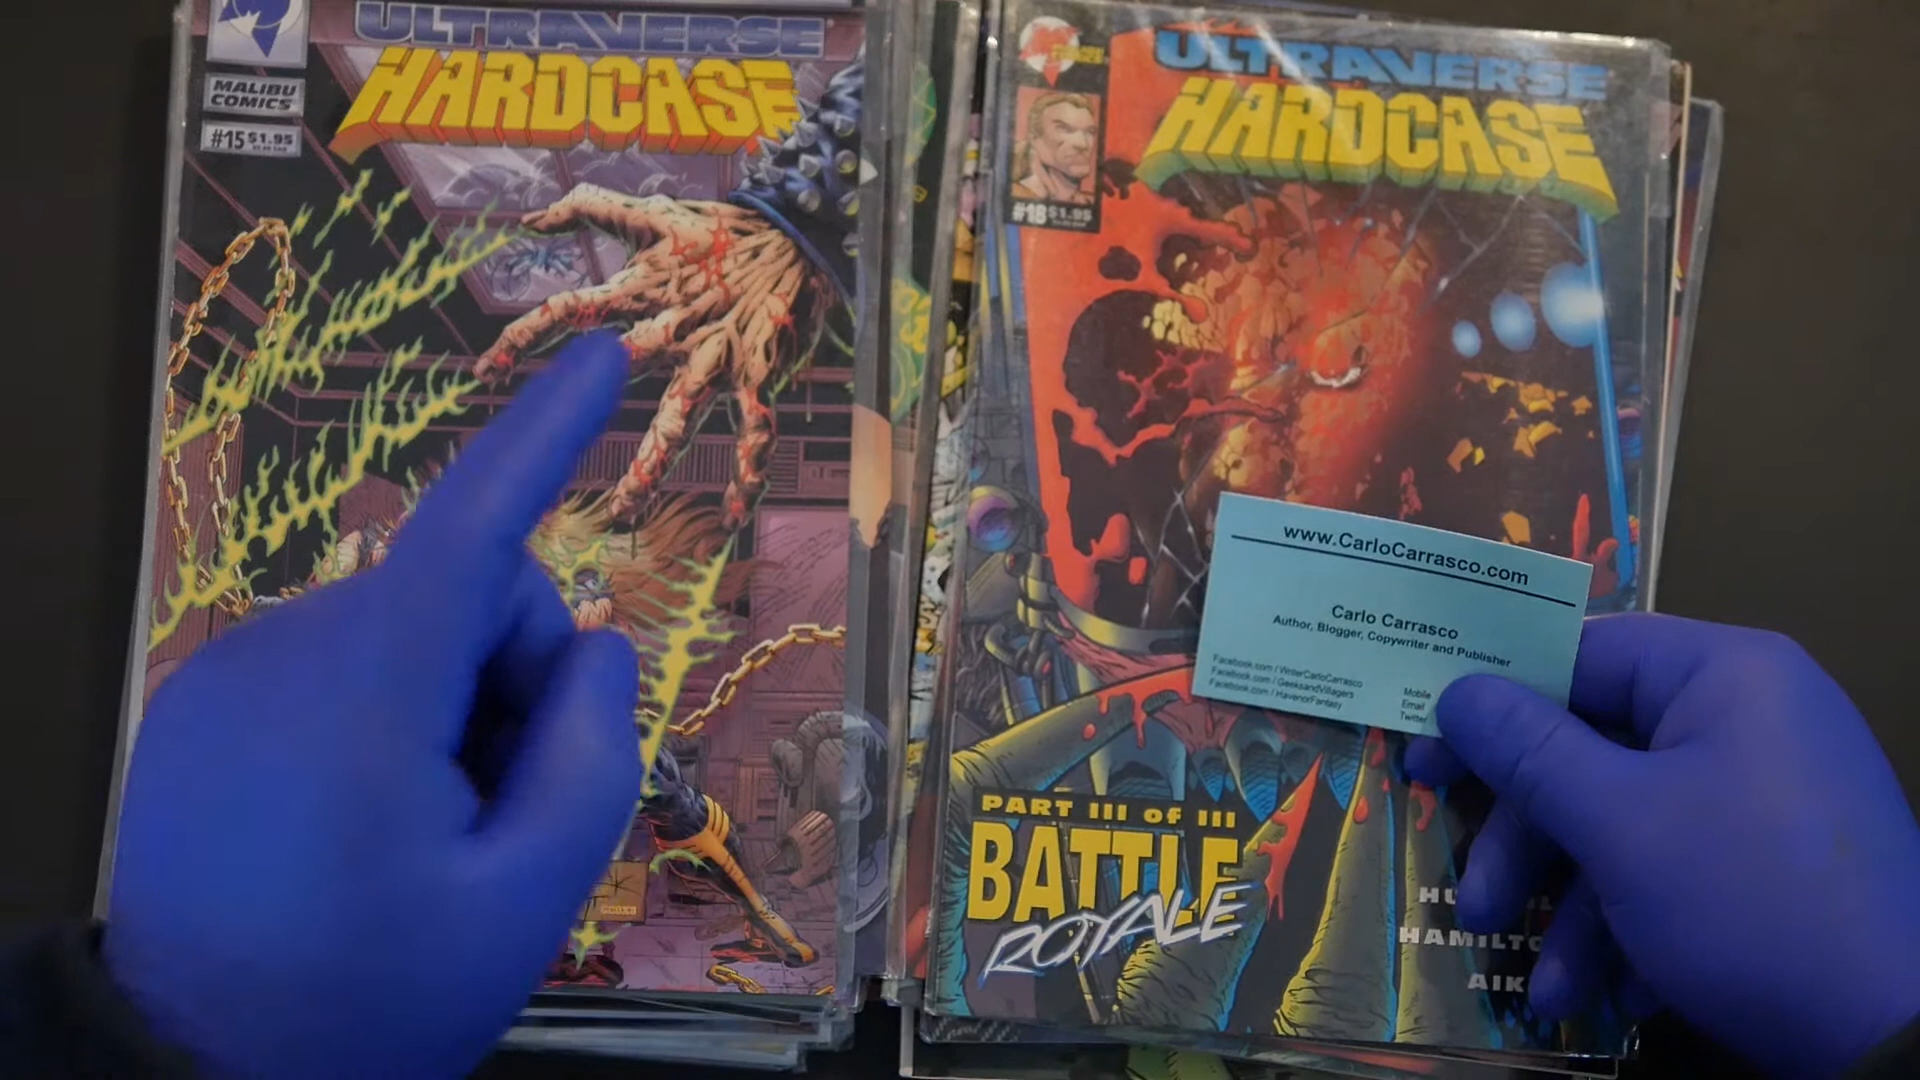 ULTRAVERSE
HARDCASE
MALIBU
COMICS
#15 $1.95
ULTRAVERSE
HARDCASE
#18 $1.95
www.CarloCarrasco.com
Carlo Carrasco
Author, Blogger, Copywriter and Publisher
Facebook.com / WriterCarloCarrasco
Facebook.com / GeeksandVillagers
Facebook.com / HavenorFantasy
Mobile
Email
Twitter
PART III of III
BATTLE
ROYALE